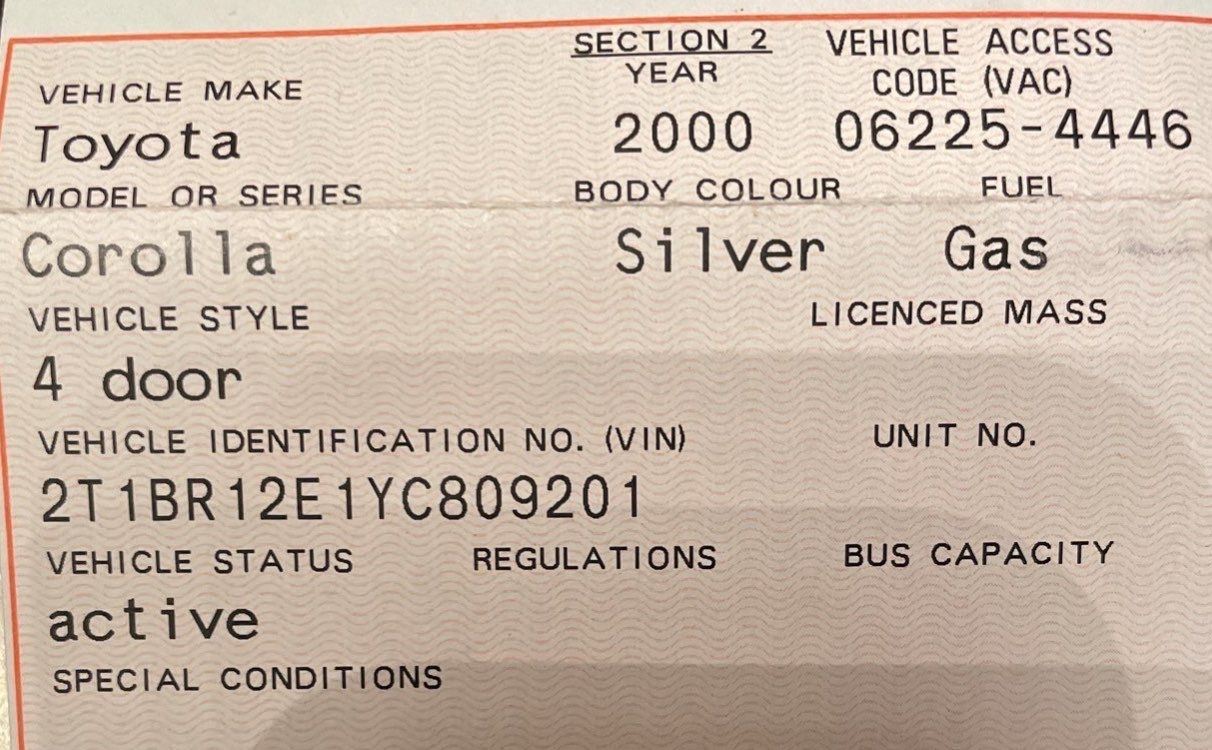 SECTION 2 VEHICLE ACCESS
VEHICLE MAKE YEAR CODE (VAC)
Toyota 2000 06225-4446
MODEL OR SERIES BODY COLOUR FUEL
Corolla Silver Gas
VEHICLE STYLE LICENCED MASS
4 door
VEHICLE IDENTIFICATION NO. (VIN) UNIT NO.
2T1BR12E1YC809201
VEHICLE STATUS REGULATIONS BUS CAPACITY
active
SPECIAL CONDITIONS